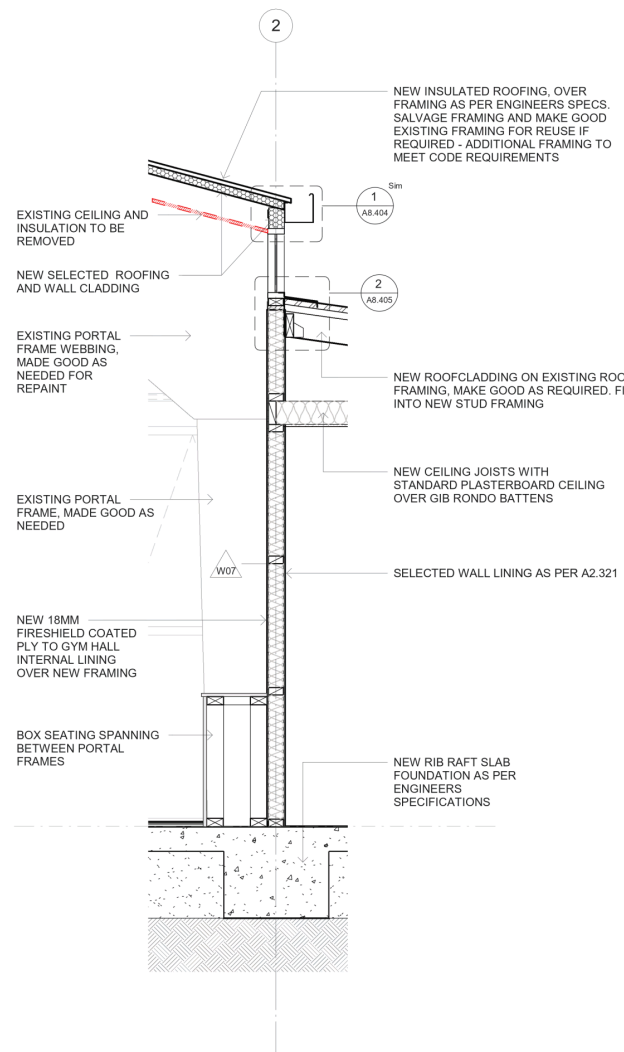 2
NEW INSULATED ROOFING, OVER
FRAMING AS PER ENGINEERS SPECS.
SALVAGE FRAMING AND MAKE GOOD
EXISTING FRAMING FOR REUSE IF
REQUIRED - ADDITIONAL FRAMING TO
MEET CODE REQUIREMENTS
Sim
1
A8.404
EXISTING CEILING AND
INSULATION TO BE
REMOVED
NEW SELECTED ROOFING
AND WALL CLADDING
2
A8.405
EXISTING PORTAL
FRAME WEBBING,
MADE GOOD AS
NEEDED FOR
REPAINT
NEW ROOFCLADDING ON EXISTING ROO
FRAMING, MAKE GOOD AS REQUIRED. FI
INTO NEW STUD FRAMING
NEW CEILING JOISTS WITH
STANDARD PLASTERBOARD CEILING
OVER GIB RONDO BATTENS
EXISTING PORTAL
FRAME, MADE GOOD AS
NEEDED
W07
SELECTED WALL LINING AS PER A2.321
NEW 18MM
FIRESHIELD COATED
PLY TO GYM HALL
INTERNAL LINING
OVER NEW FRAMING
BOX SEATING SPANNING
BETWEEN PORTAL
FRAMES
NEW RIB RAFT SLAB
FOUNDATION AS PER
ENGINEERS
SPECIFICATIONS